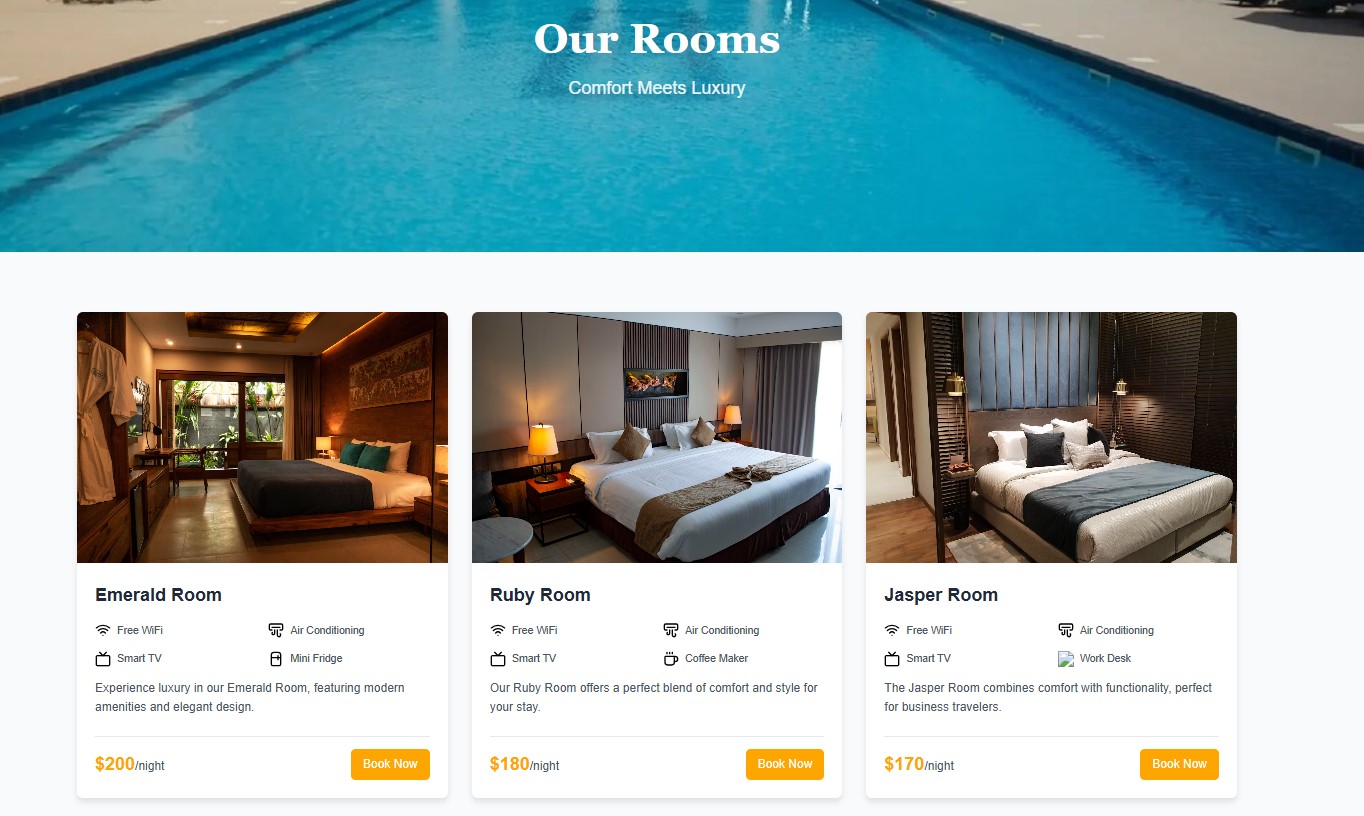 Our Rooms
Comfort Meets Luxury
Emerald Room
Free WiFi
Air Conditioning
Smart TV
Mini Fridge
Experience luxury in our Emerald Room, featuring modern
amenities and elegant design.
$200/night
Book Now
Ruby Room
Free WiFi
Air Conditioning
Smart TV
Coffee Maker
Our Ruby Room offers a perfect blend of comfort and style for
your stay.
$180/night
Book Now
Jasper Room
Free WiFi
Air Conditioning
Smart TV
Work Desk
The Jasper Room combines comfort with functionality, perfect
for business travelers.
$170/night
Book Now